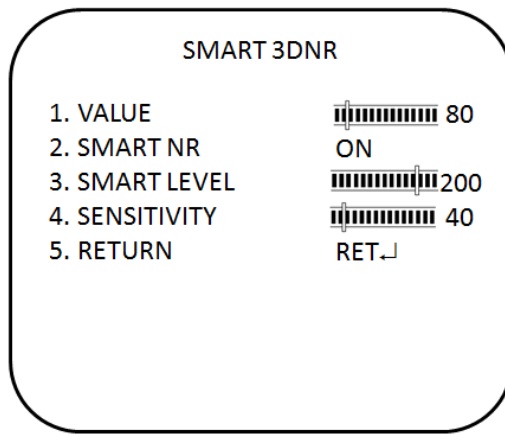 SMART 3DNR
1. VALUE 80
2. SMART NR ON
3. SMART LEVEL 200
4. SENSITIVITY 40
5. RETURN RET↵